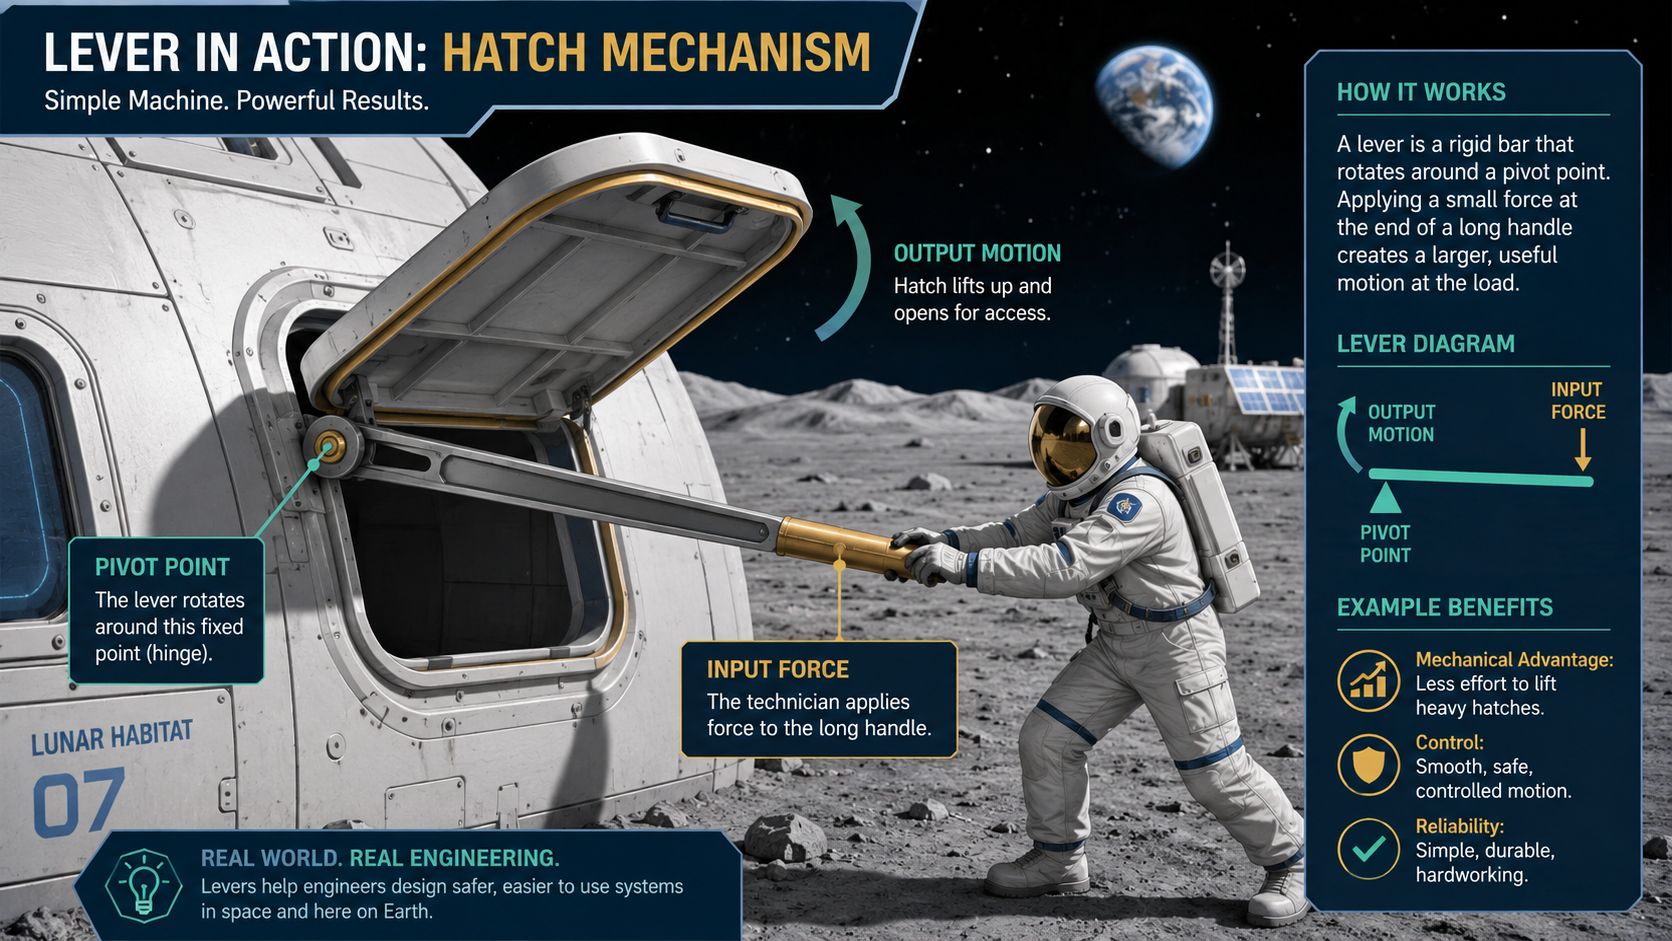 LEVER IN ACTION: HATCH MECHANISM
Simple Machine. Powerful Results.
OUTPUT MOTION
Hatch lifts up and
opens for access.
PIVOT POINT
The lever rotates
around this fixed
point (hinge).
INPUT FORCE
The technician applies
force to the long handle.
LUNAR HABITAT
07
REAL WORLD. REAL ENGINEERING.
Levers help engineers design safer, easier to use systems
in space and here on Earth.
HOW IT WORKS
A lever is a rigid bar that
rotates around a pivot point.
Applying a small force at
the end of a long handle
creates a larger, useful
motion at the load.
LEVER DIAGRAM
INPUT
FORCE
OUTPUT
MOTION
PIVOT
POINT
EXAMPLE BENEFITS
Mechanical Advantage:
Less effort to lift
heavy hatches.
Control:
Smooth, safe,
controlled motion.
Reliability:
Simple, durable,
hardworking.